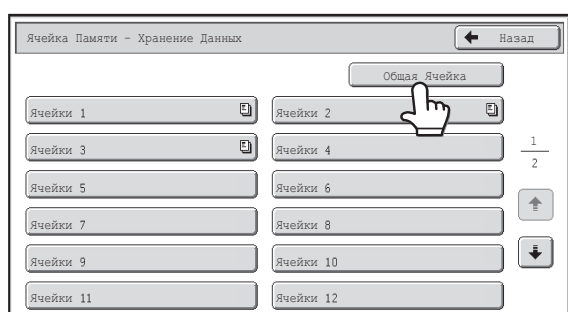 Ячейка Памяти - Хранение Данных
Назад
Общая Ячейка
Ячейки 1
Ячейки 2
Ячейки 3
Ячейки 4
1
2
Ячейки 5
Ячейки 6
Ячейки 7
Ячейки 8
Ячейки 9
Ячейки 10
Ячейки 11
Ячейки 12